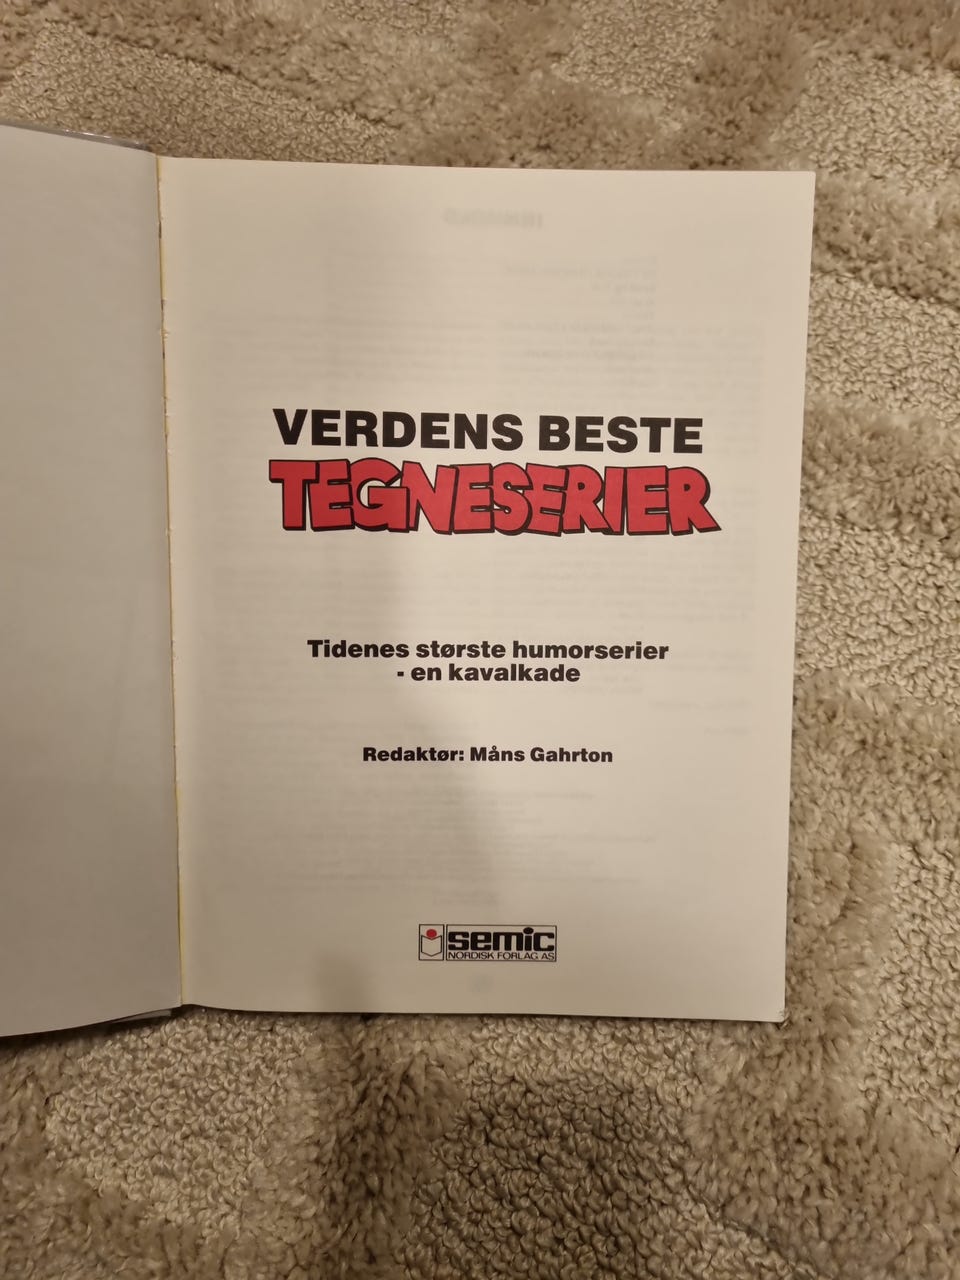 VERDENS BESTE
TEGNESERIER
Tidenes største humorserier
- en kavalkade
Redaktør: Måns Gahrton
semic
NORDISK FORLAG AS